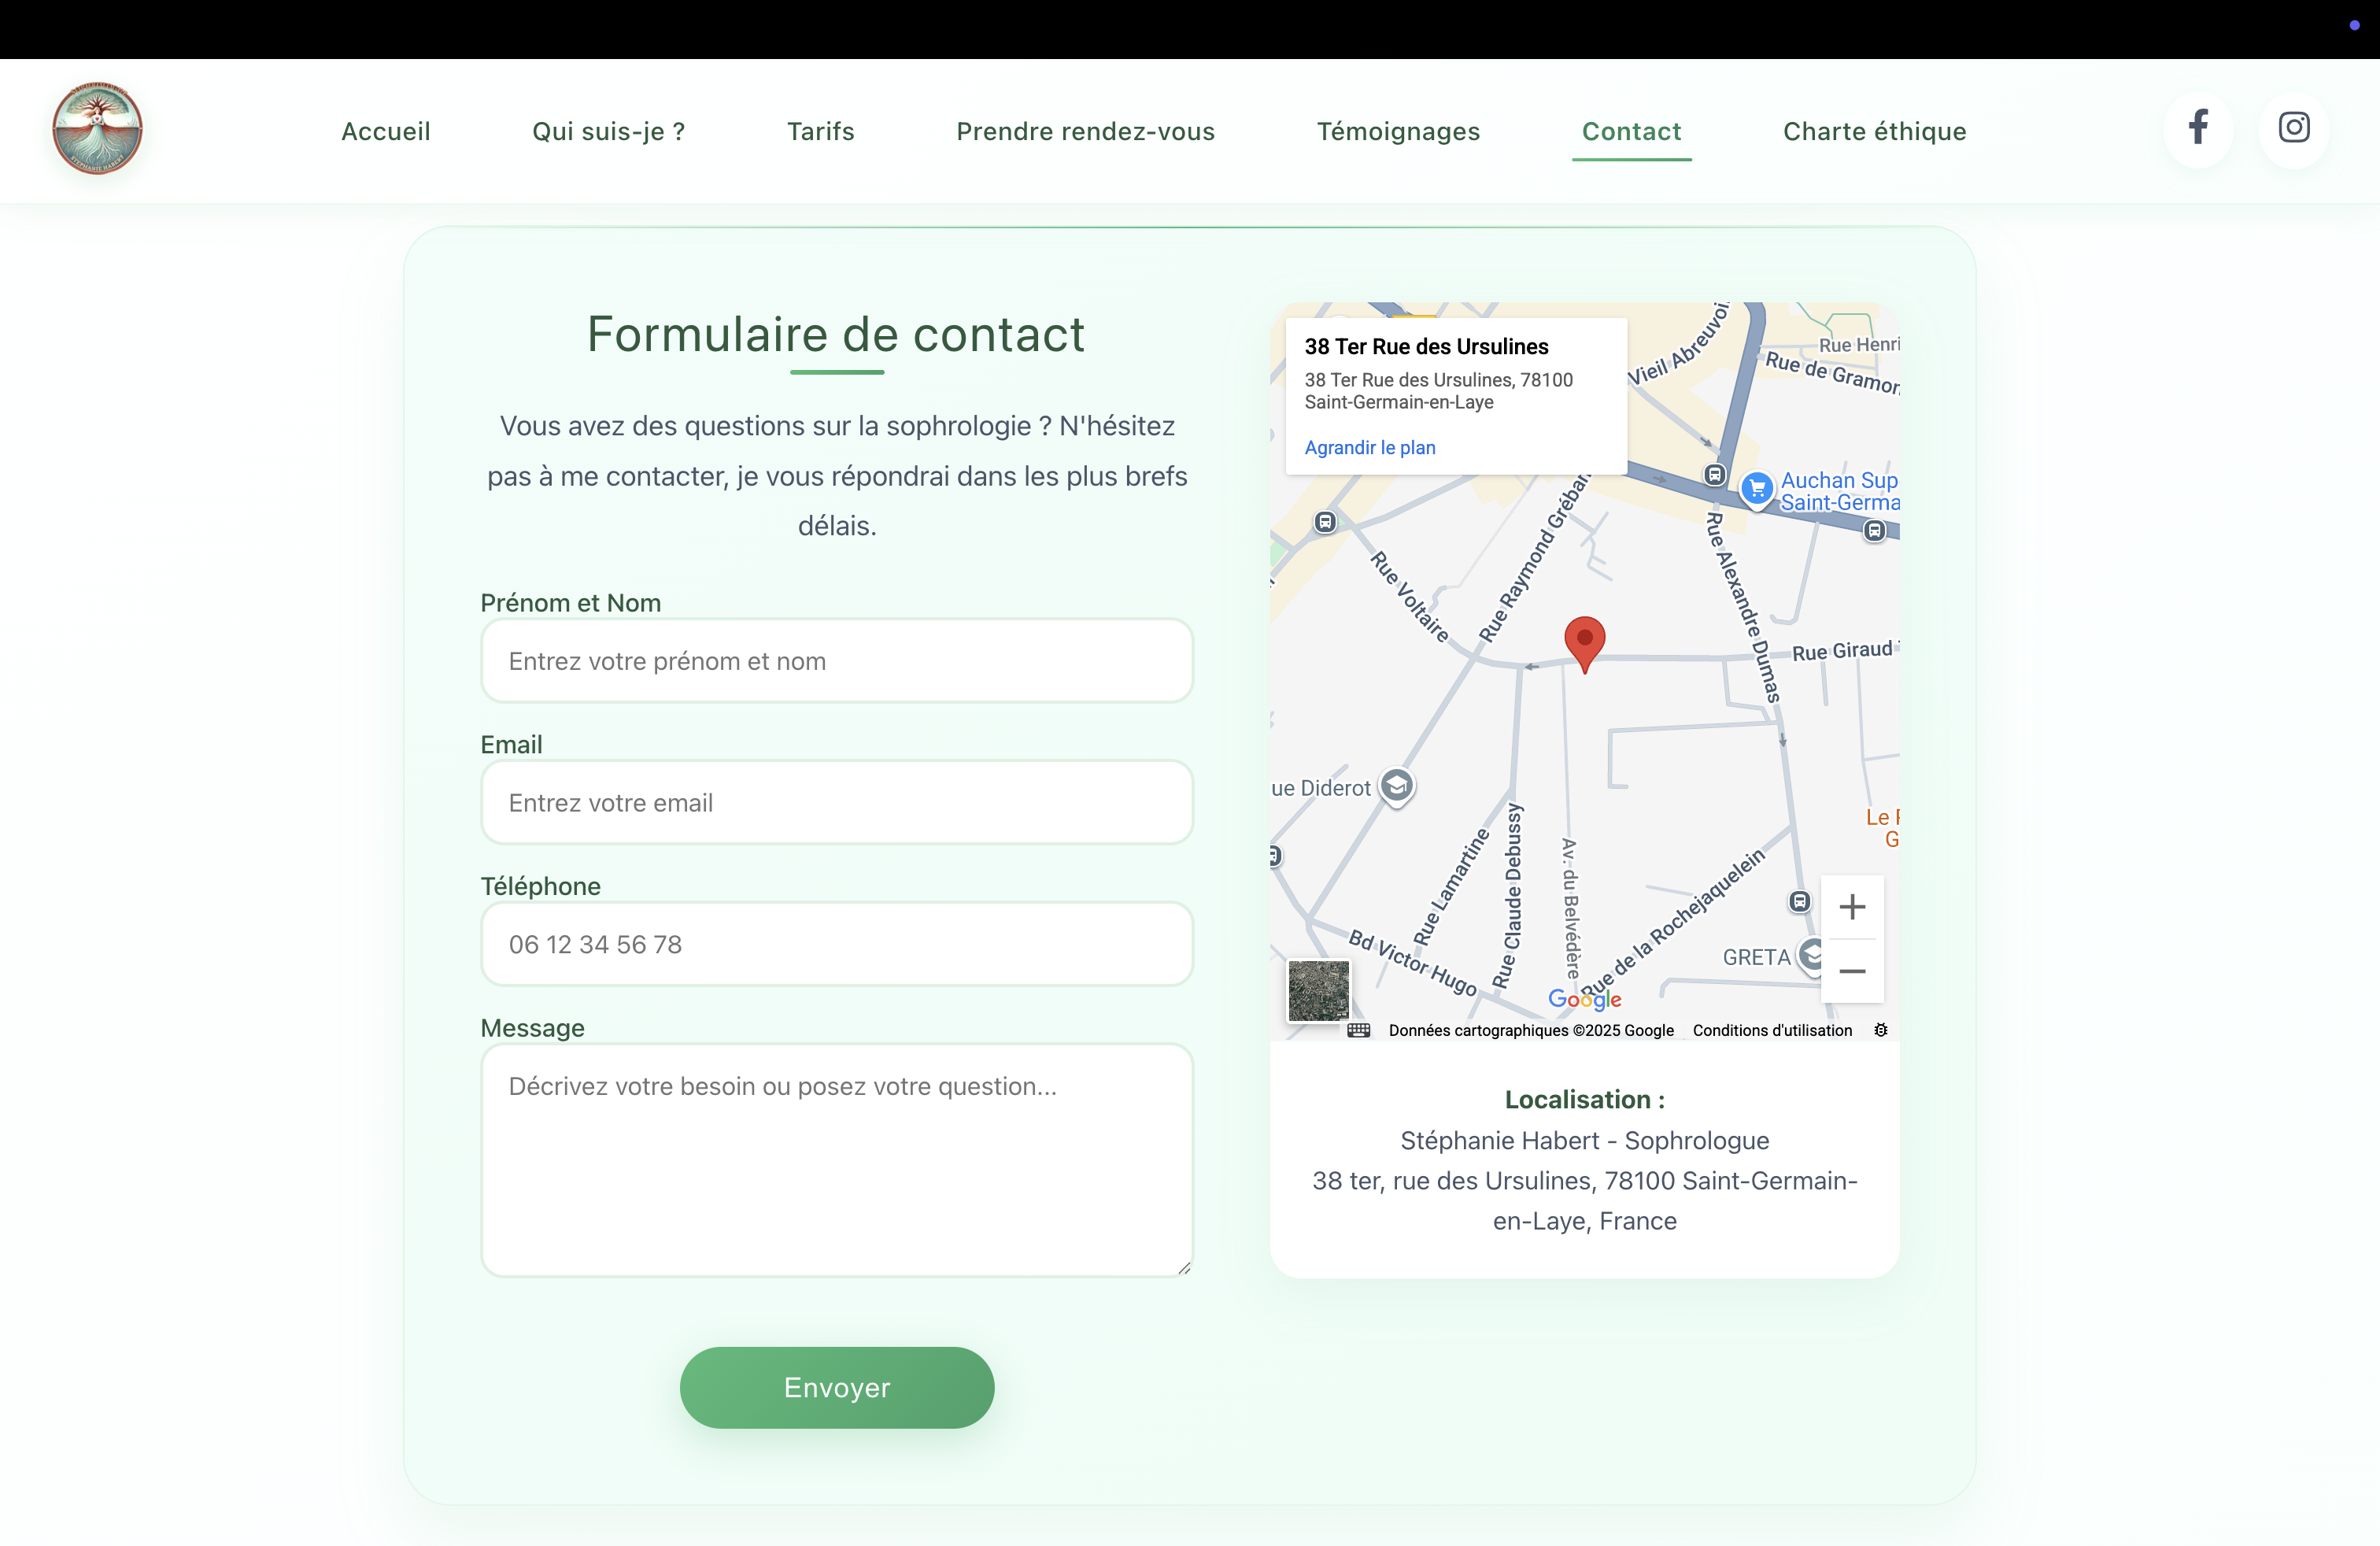 Accueil
Qui suis-je ?
Tarifs
Prendre rendez-vous
Témoignages
Contact
Charte éthique
STÉPHANIE HABERT
Formulaire de contact
Vous avez des questions sur la sophrologie ? N'hésitez
pas à me contacter, je vous répondrai dans les plus brefs
délais.
Prénom et Nom
Entrez votre prénom et nom
Email
Entrez votre email
Téléphone
06 12 34 56 78
Message
Décrivez votre besoin ou posez votre question...
Envoyer
38 Ter Rue des Ursulines
38 Ter Rue des Ursulines, 78100
Saint-Germain-en-Laye
Agrandir le plan
Vieil Abreuvoi
Rue Henri
Rue de Gramon
Auchan Sup
Saint-Germa
Rue Voltaire
Rue Raymond Gréban
Rue Alexandre Dumas
Rue Giraud
ue Diderot
Le
G
Rue Lamartine
Rue Claude Debussy
Av. du Belvédère
Rue de la Rochejaquelein
Bd Victor Hugo
GRETA
Google
Données cartographiques ©2025 Google
Conditions d'utilisation
Localisation :
Stéphanie Habert - Sophrologue
38 ter, rue des Ursulines, 78100 Saint-Germain-
en-Laye, France